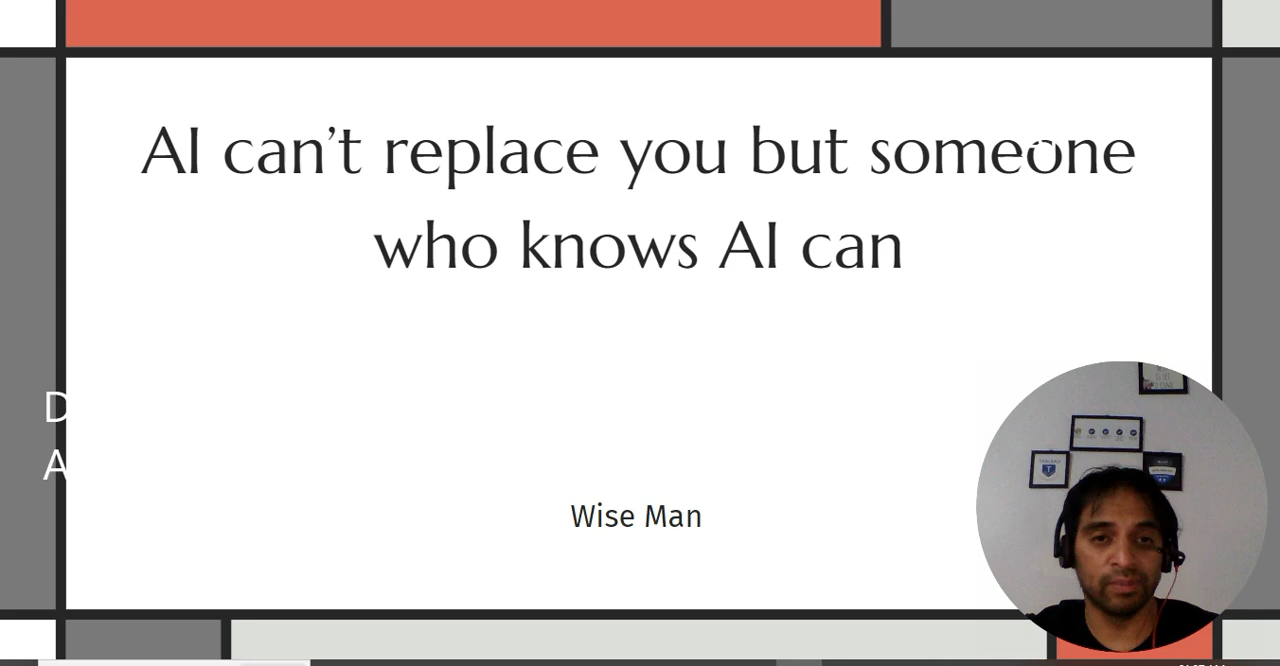 AI can’t replace you but someone
who knows AI can
D
A
Wise Man